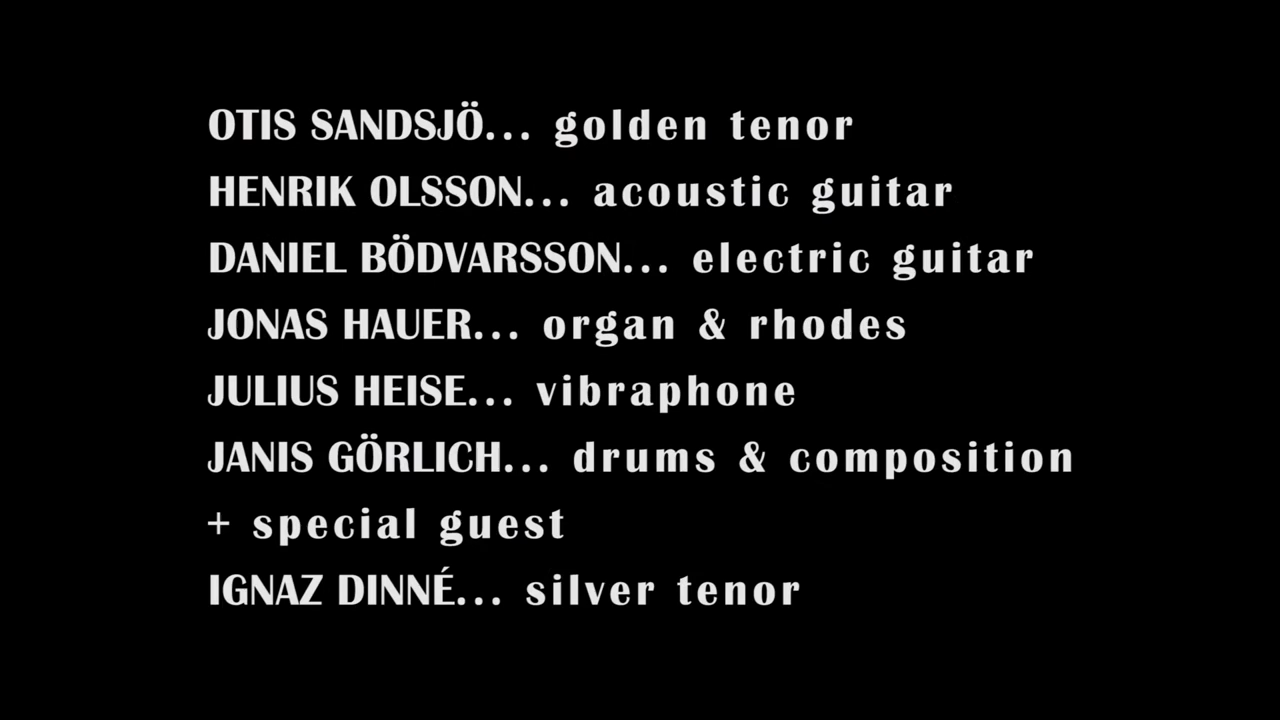 OTIS SANDSJÖ... golden tenor
HENRIK OLSSON... acoustic guitar
DANIEL BÖDVARSSON... electric guitar
JONAS HAUER... organ & rhodes
JULIUS HEISE... vibraphone
JANIS GÖRLICH... drums & composition
+ special guest
IGNAZ DINNÉ... silver tenor